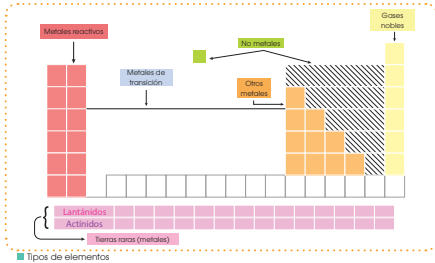 Gases
nobles
Metales reactivos
No metales
Metales de
transición
Otros
metales
Lantánidos
Actínidos
Tierras raras (metales)
Tipos de elementos